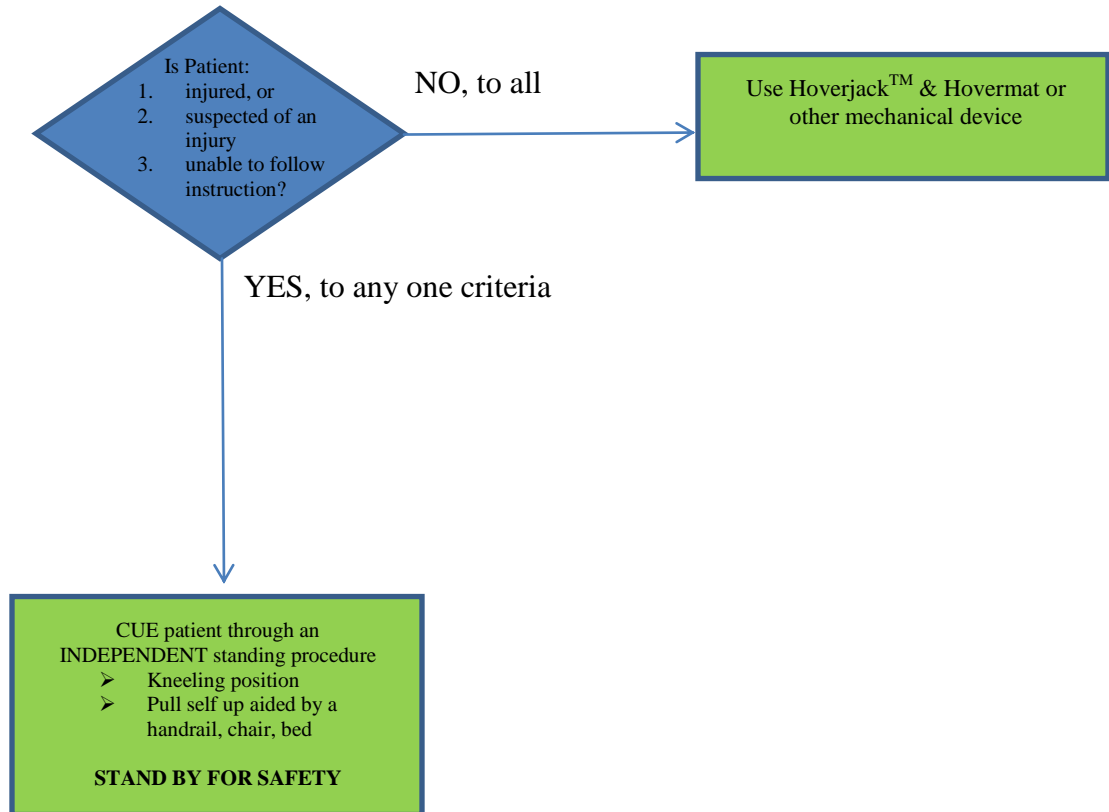 Is Patient:
1. injured, or
2. suspected of an
injury
3. unable to follow
instruction?
NO, to all
Use Hoverjack™ & Hovermat or
other mechanical device
YES, to any one criteria
CUE patient through an
INDEPENDENT standing procedure
➢ Kneeling position
➢ Pull self up aided by a
handrail, chair, bed
STAND BY FOR SAFETY